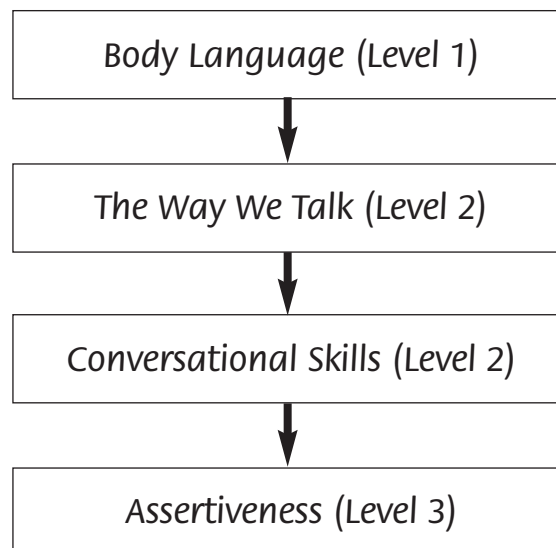 Body Language (Level 1)
The Way We Talk (Level 2)
Conversational Skills (Level 2)
Assertiveness (Level 3)